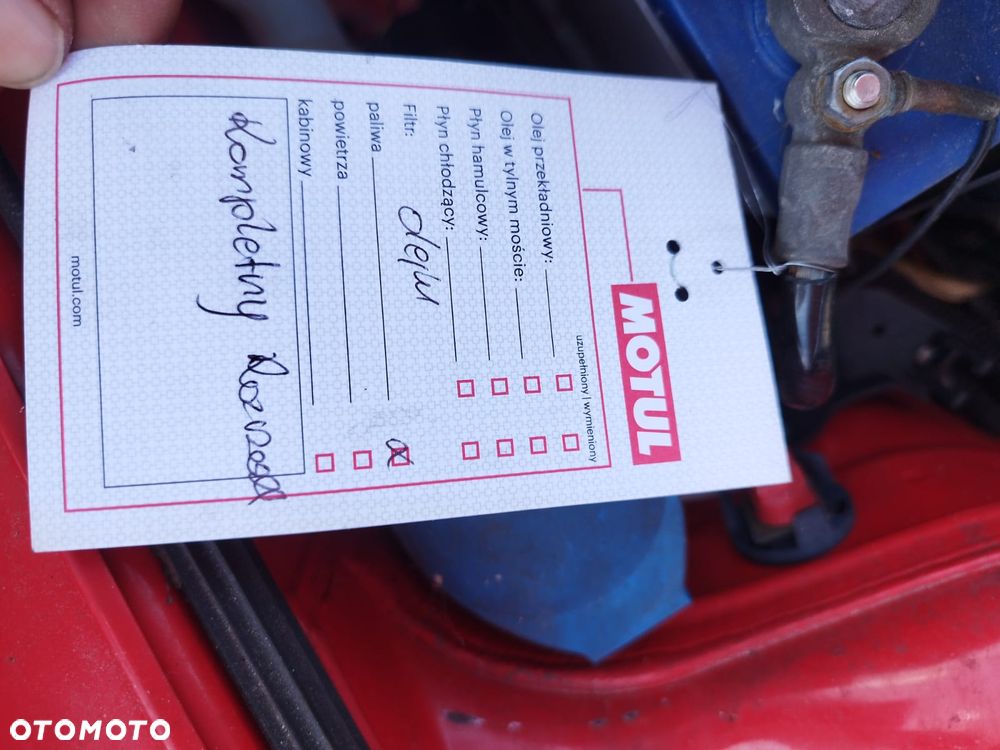 MOTUL
uzupełniony | wymieniony
Olej przekładniowy:
Olej w tylnym moście:
Płyn hamulcowy:
Płyn chłodzący:
Filtr: oleju
paliwa
powietrza
kabinowy
Kompletny Rozrząd
motul.com
OTOMOTO